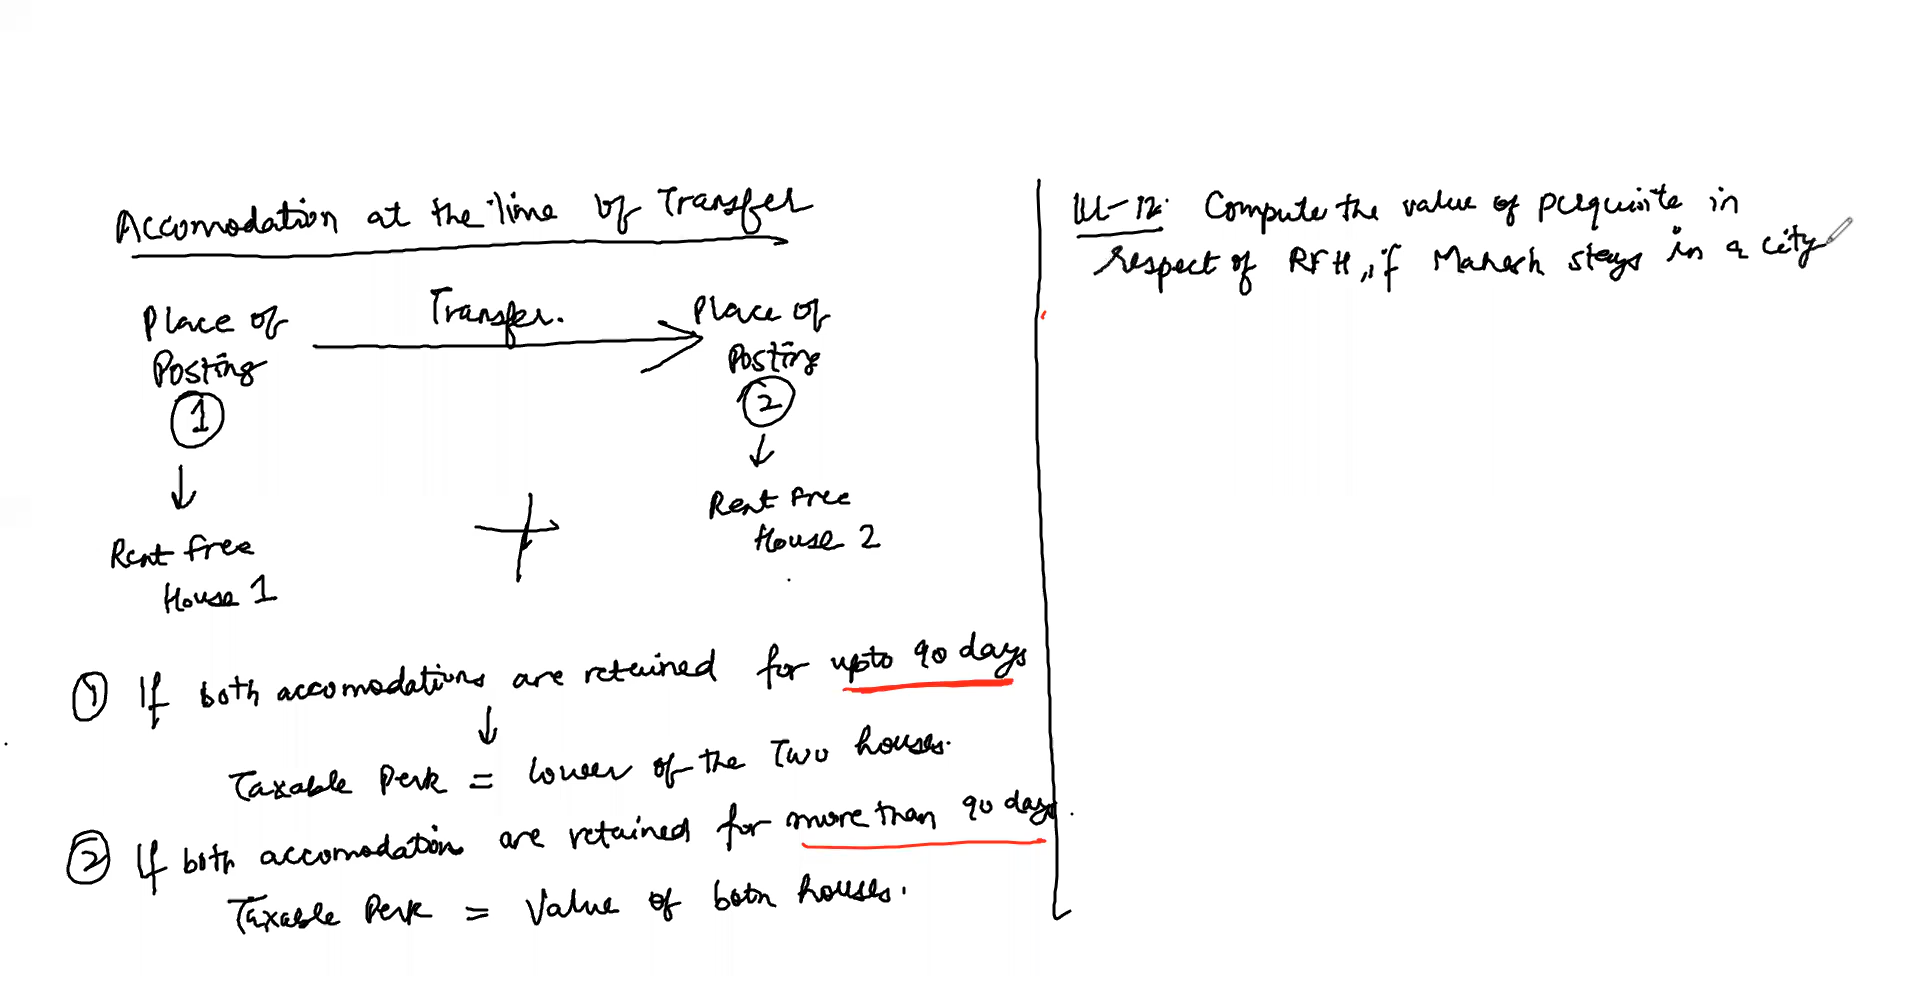 Accomodation at the time of Transfer
Place of Posting
1
Transfer.
Place of Posting
2
Rent free
House 1
Rent free
House 2
1 If both accomodations are retained for upto 90 days
Taxable Perk = lower of the Two houses.
2 If both accomodations are retained for more than 90 days.
Taxable Perk = Value of both houses.
Ill-12. Compute the value of perquisite in
respect of RFH, if Mahesh stays in a city